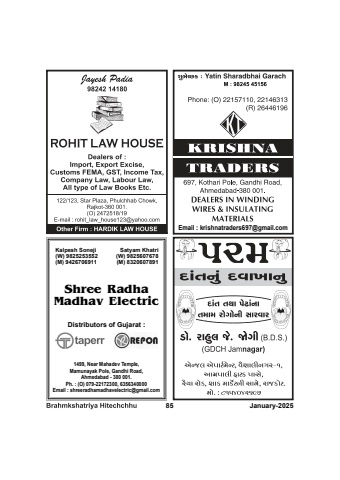 Jayesh Padia
98242 14180
ROHIT LAW HOUSE
Dealers of :
Import, Export Excise,
Customs FEMA, GST, Income Tax,
Company Law, Labour Law,
All type of Law Books Etc.
122/123, Star Plaza, Phulchhab Chowk,
Rajkot-360 001.
(O) 2472518/19
E-mail : rohit_law_house123@yahoo.com
Other Firm : HARDIK LAW HOUSE
પ્રુમેચક : Yatin Sharadbhai Garach
M : 98245 45156
Phone: (O) 22157110, 22146313
(R) 26446196
KRISHNA
TRADERS
697, Kothari Pole, Gandhi Road,
Ahmedabad-380 001.
DEALERS IN WINDING
WIRES & INSULATING
MATERIALS
Email : krishnatraders697@gmail.com
Kalpesh Soneji
(W) 9825253552
(M) 9426706911
Satyam Khatri
(W) 9825607678
(M) 8320607891
Shree Radha
Madhav Electric
Distributors of Gujarat :
taperr
REPON
1499, Near Mahadev Temple,
Mamunayak Pole, Gandhi Road,
Ahmedabad - 380 001.
Ph. : (O) 079-22172300, 6356340800
Email : shreeradhamadhavelectric@gmail.com
પરમ
દાંતનું દવાખાનુ
દાંત તથા પેઢાંના
તમામ રોગોની સારવાર
ડૉ. રાહુલ જે. જોગી (B.D.S.)
(GDCH Jamnagar)
એન્જલ એપાર્ટમેન્ટ, વૈશાલીનગર-૧,
આમ્રપાલી ફાટક પાસે,
રૈયા રોડ, શાક માર્કેટની સામે, રાજકોટ.
Brahmkshatriya Hitechchhu
85
January-2025